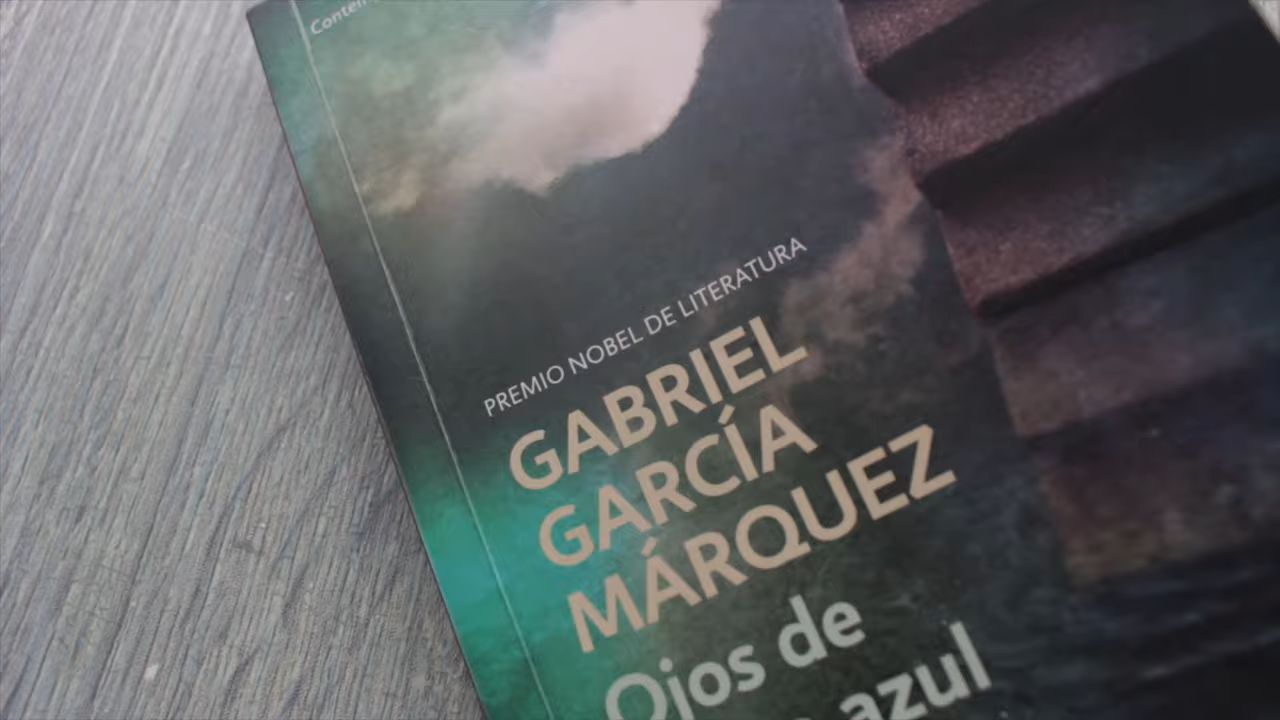 PREMIO NOBEL DE LITERATURA
GABRIEL
GARCÍA
MÁRQUEZ
Ojos de
azul